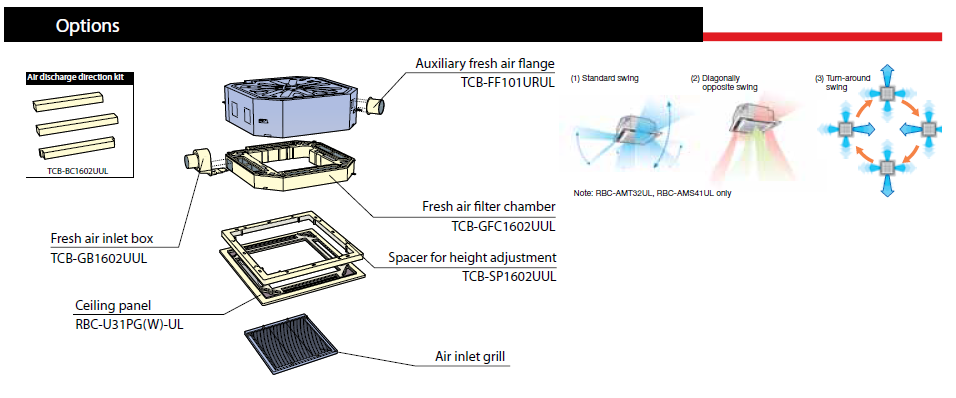 Options
Air discharge direction kit
TCB-BC1602UUL
Auxiliary fresh air flange
TCB-FF101URUL
Fresh air filter chamber
TCB-GFC1602UUL
Fresh air inlet box
TCB-GB1602UUL
Spacer for height adjustment
TCB-SP1602UUL
Ceiling panel
RBC-U31PG(W)-UL
Air inlet grill
(1) Standard swing
(2) Diagonally
opposite swing
(3) Turn-around
swing
Note: RBC-AMT32UL, RBC-AMS41UL only